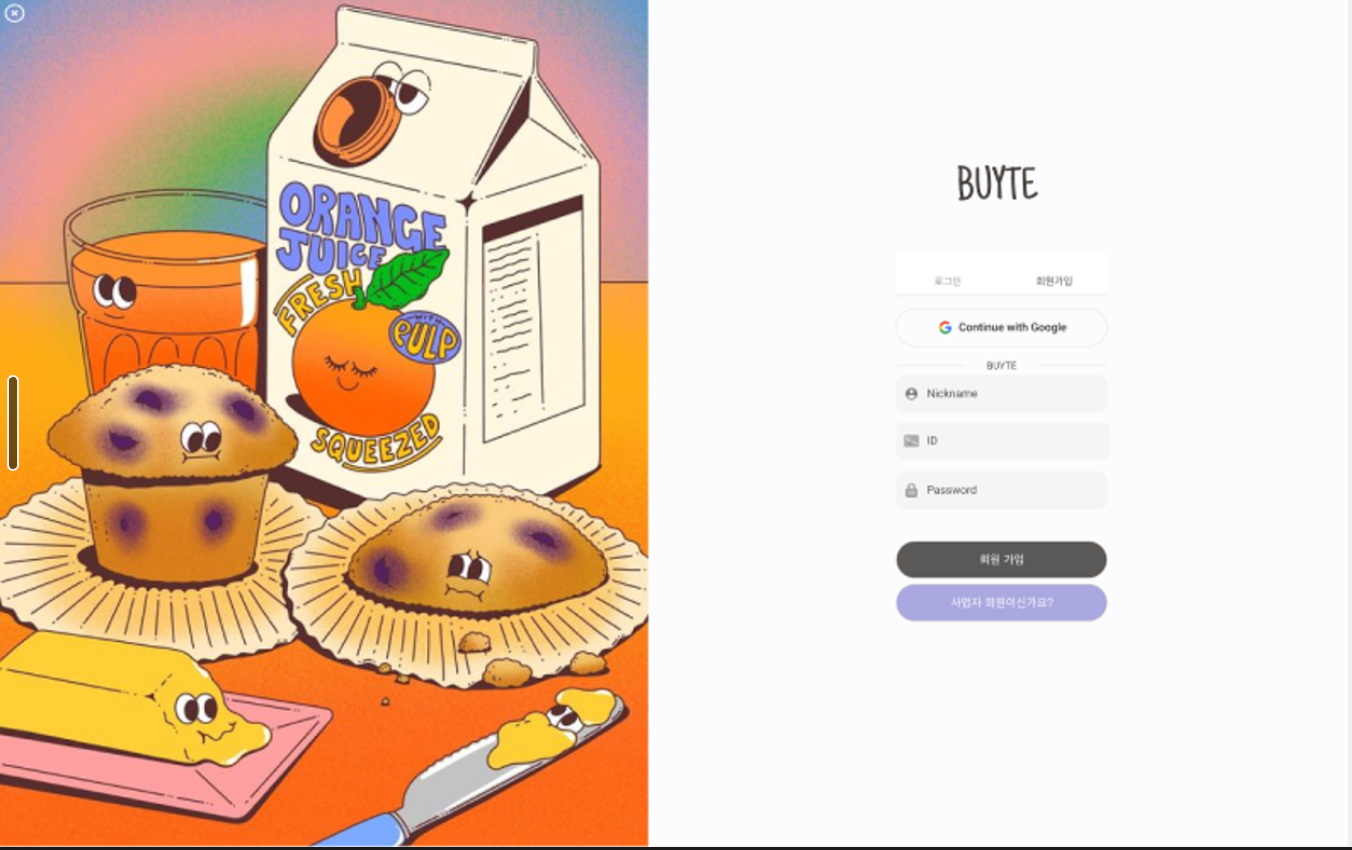 ORANGE
JUICE
FRESH
WITH
PULP
SQUEEZED
BUYTE
로그인
회원가입
Continue with Google
BUYTE
Nickname
ID
Password
회원 가입
사업자 회원이신가요?